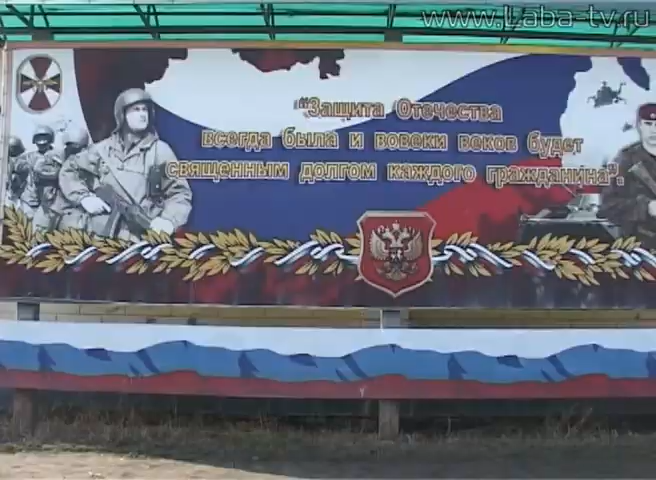 www.Laba-tv.ru
"Защита Отечества
всегда была и вовеки веков будет
священным долгом каждого гражданина".